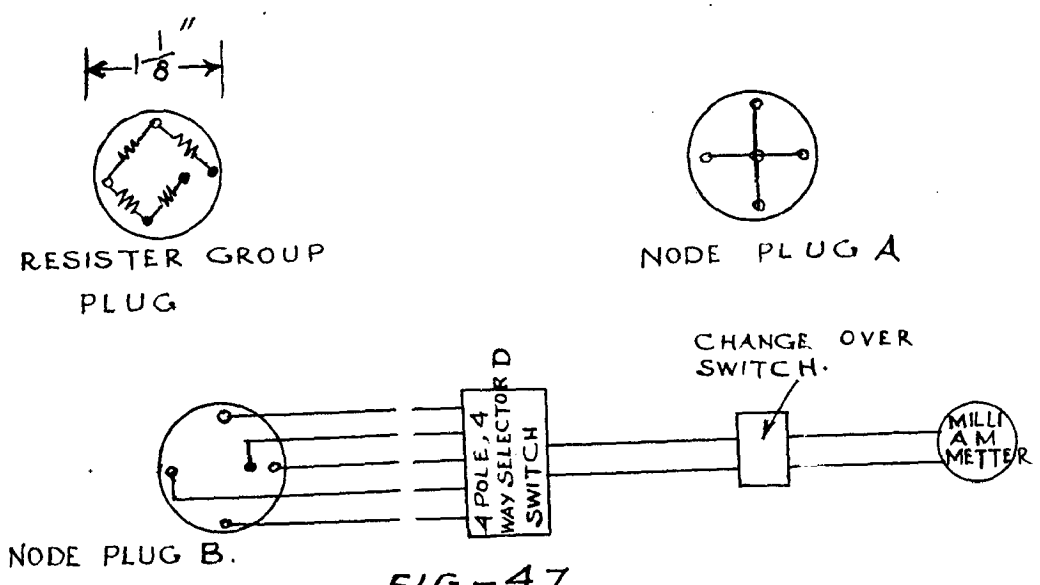 1 1/8"
RESISTER GROUP
PLUG
NODE PLUG A
CHANGE OVER
SWITCH.
4 POLE, 4
WAY SELECTOR D
SWITCH
MILLI
AM
METTER
NODE PLUG B.
FIG-47